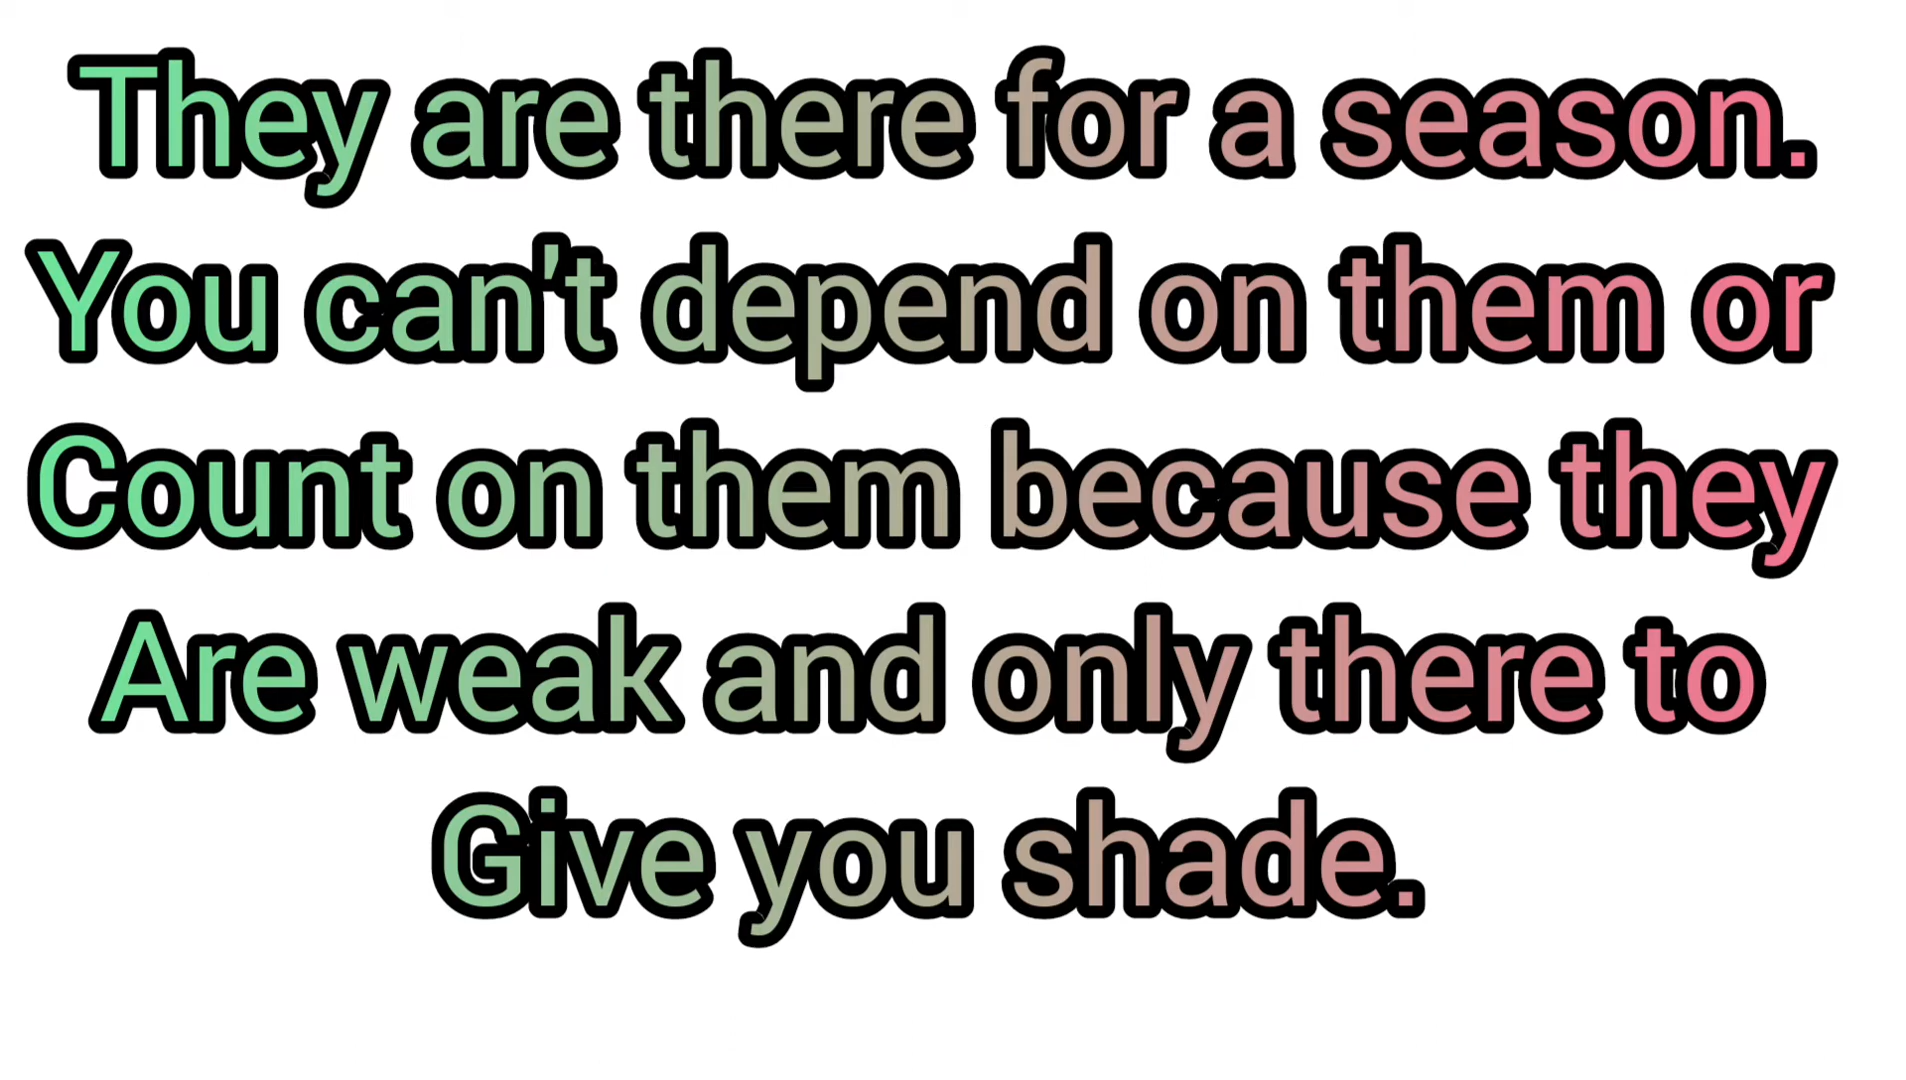 They are there for a season.
You can't depend on them or
Count on them because they
Are weak and only there to
Give you shade.